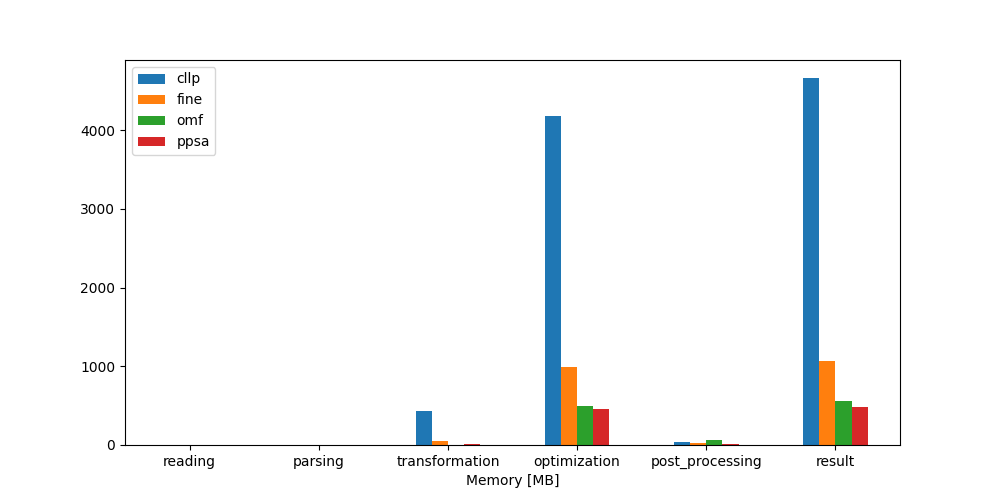 cllp
fine
omf
ppsa
4000
3000
2000
1000
0
reading parsing transformation optimization post_processing result
Memory [MB]